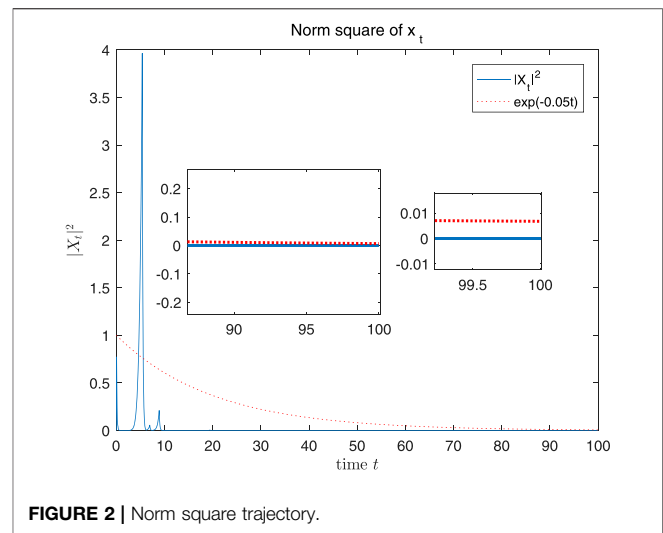 Norm square of x_t
4
3.5
3
2.5
2
1.5
1
0.5
0
|X_t|^2
|X_t|^2
exp(-0.05t)
0.2
0.1
0
-0.1
-0.2
90 95 100
0.01
0
-0.01
99.5 100
0 10 20 30 40 50 60 70 80 90 100
time t
FIGURE 2 | Norm square trajectory.